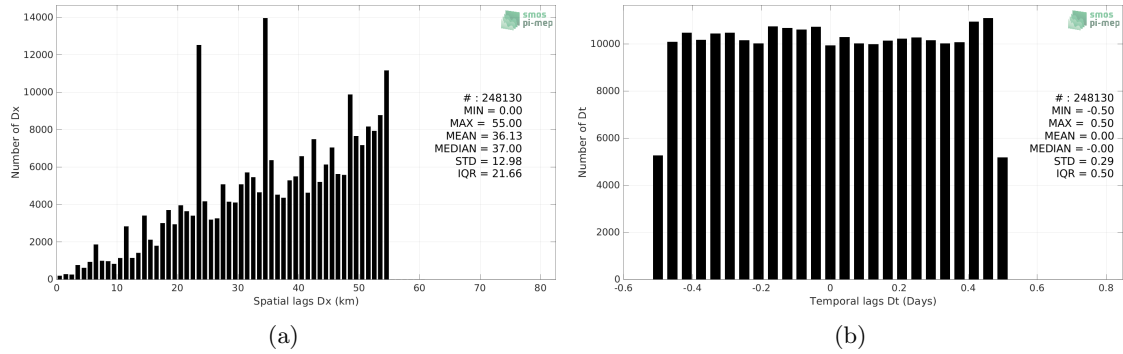 14000
12000
10000
8000
6000
4000
2000
0
0
10
20
30
40
50
60
70
80
Number of Dx
Spatial lags Dx (km)
smos
pi-mep
# : 248130
MIN = 0.00
MAX = 55.00
MEAN = 36.13
MEDIAN = 37.00
STD = 12.98
IQR = 21.66
(a)
10000
8000
6000
4000
2000
0
-0.6
-0.4
-0.2
0
0.2
0.4
0.6
0.8
Number of Dt
Temporal lags Dt (Days)
smos
pi-mep
# : 248130
MIN = -0.50
MAX = 0.50
MEAN = 0.00
MEDIAN = -0.00
STD = 0.29
IQR = 0.50
(b)